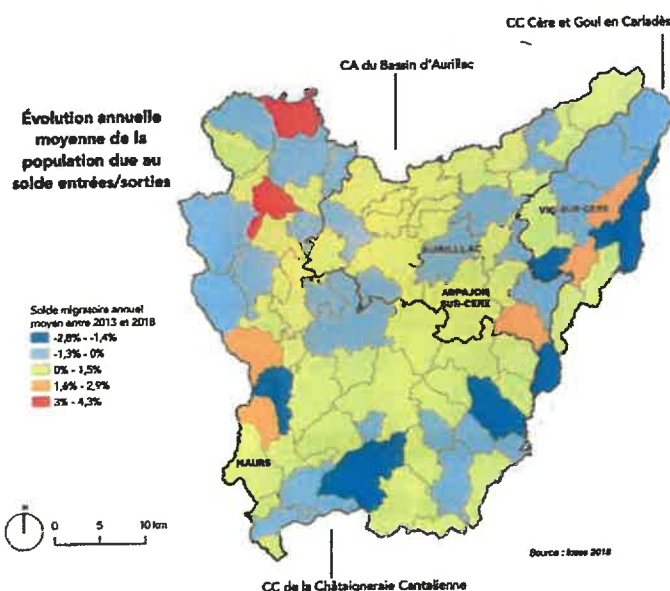 CC Cère et Goul en Carladès
CA du Bassin d'Aurillac
Évolution annuelle
moyenne de la
population due au
solde entrées/sorties
VIC-SUR-CERE
AURILLAC
ARPAJON
SUR-CERE
Solde migratoire annuel
moyen entre 2013 et 2018
-2,8% - -1,4%
-1,3% - 0%
0% - 1,5%
1,6% - 2,9%
3% - 4,3%
MAURS
N
0 5 10 km
Source : Insee 2018
CC de la Châtaigneraie Cantalienne